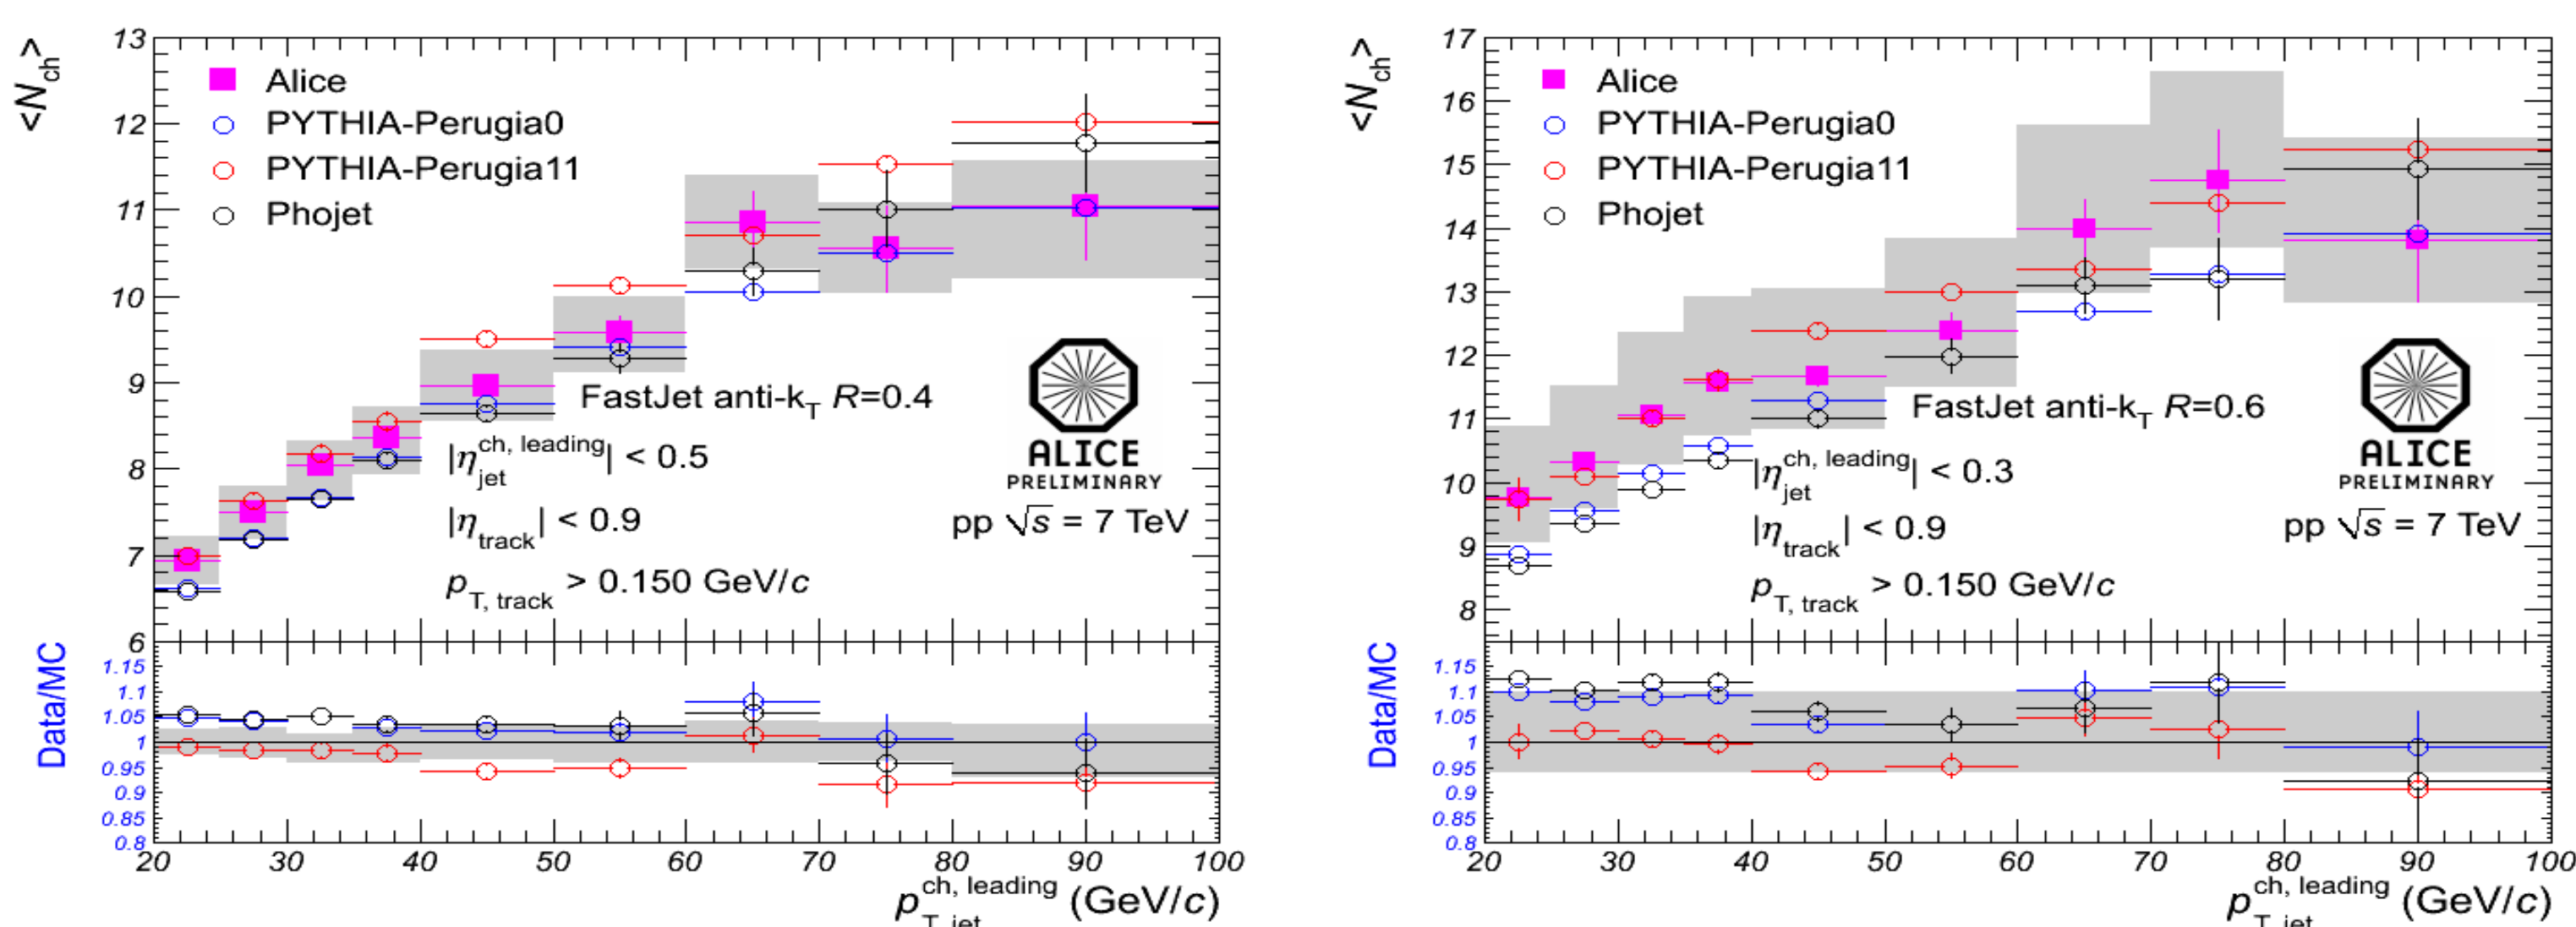 <N_ch>
13
12
11
10
9
8
7
6
Alice
PYTHIA-Perugia0
PYTHIA-Perugia11
Phojet
FastJet anti-k_T R=0.4
|η_jet^ch, leading| < 0.5
|η_track| < 0.9
p_T, track > 0.150 GeV/c
ALICE
PRELIMINARY
pp √s = 7 TeV
Data/MC
1.15
1.1
1.05
1
0.95
0.9
0.85
0.8
20 30 40 50 60 70 80 90 100
p_T, jet^ch, leading (GeV/c)
<N_ch>
17
16
15
14
13
12
11
10
9
8
Alice
PYTHIA-Perugia0
PYTHIA-Perugia11
Phojet
FastJet anti-k_T R=0.6
|η_jet^ch, leading| < 0.3
|η_track| < 0.9
p_T, track > 0.150 GeV/c
ALICE
PRELIMINARY
pp √s = 7 TeV
Data/MC
1.15
1.1
1.05
1
0.95
0.9
0.85
0.8
20 30 40 50 60 70 80 90 100
p_T, jet^ch, leading (GeV/c)